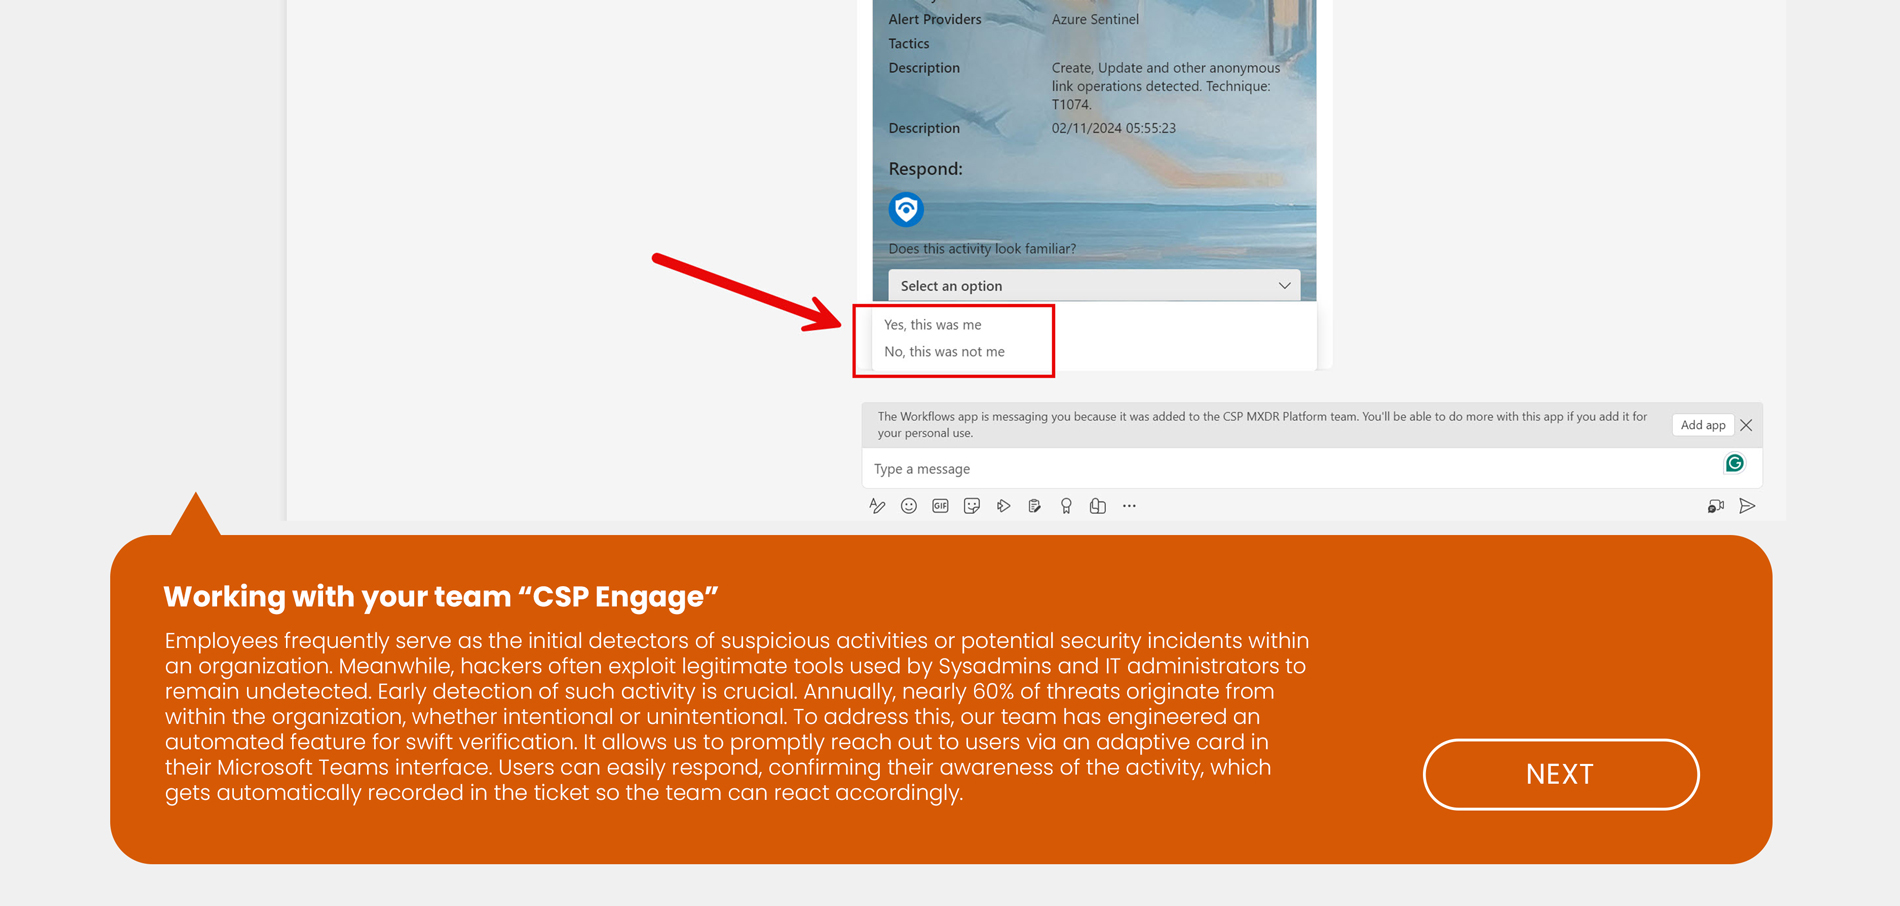 Alert Providers Azure Sentinel
Tactics
Description Create, Update and other anonymous
link operations detected. Technique:
T1074.
Description 02/11/2024 05:55:23
Respond:
Does this activity look familiar?
Select an option
Yes, this was me
No, this was not me
The Workflows app is messaging you because it was added to the CSP MXDR Platform team. You'll be able to do more with this app if you add it for
your personal use.
Add app
Type a message
GIF
Working with your team “CSP Engage”
Employees frequently serve as the initial detectors of suspicious activities or potential security incidents within
an organization. Meanwhile, hackers often exploit legitimate tools used by Sysadmins and IT administrators to
remain undetected. Early detection of such activity is crucial. Annually, nearly 60% of threats originate from
within the organization, whether intentional or unintentional. To address this, our team has engineered an
automated feature for swift verification. It allows us to promptly reach out to users via an adaptive card in
their Microsoft Teams interface. Users can easily respond, confirming their awareness of the activity, which
gets automatically recorded in the ticket so the team can react accordingly.
NEXT